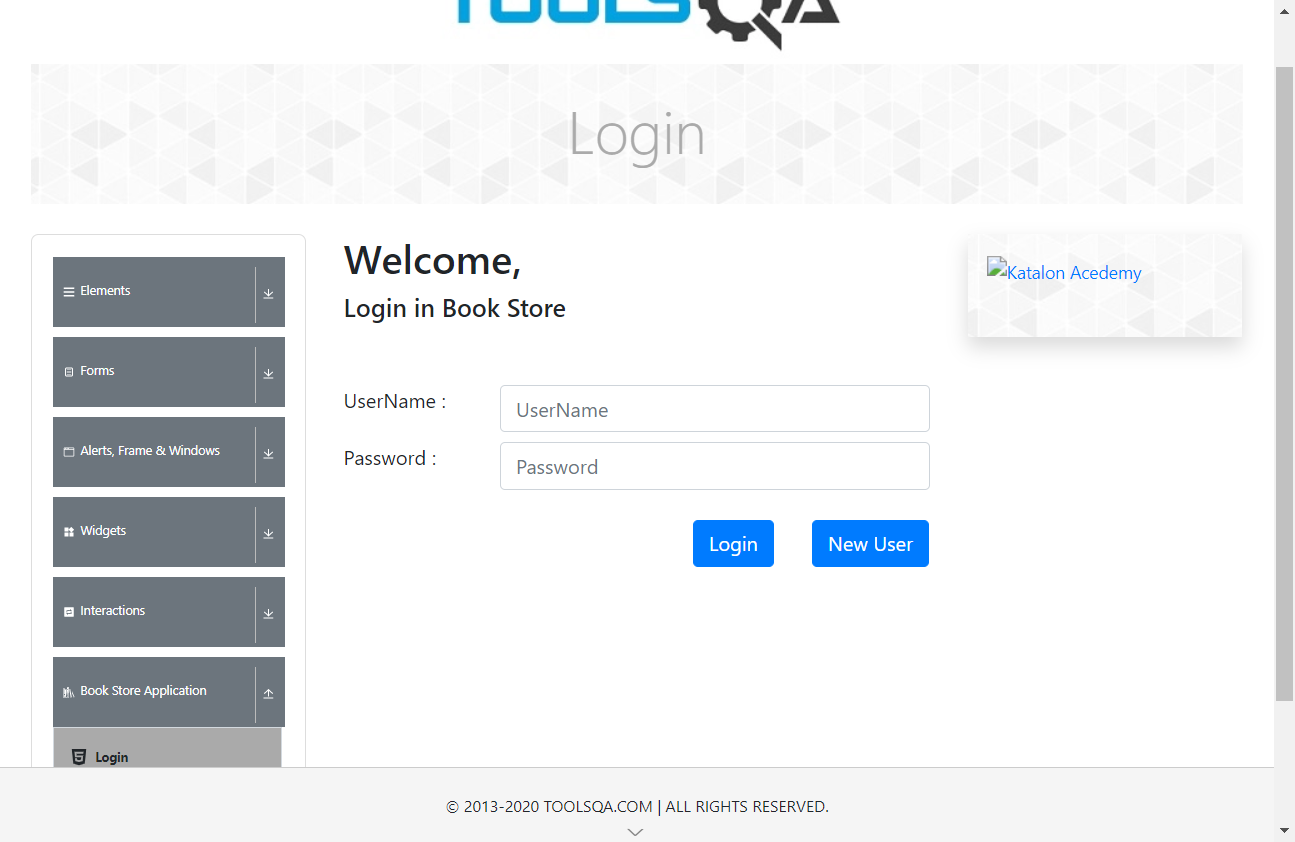 TOOLSQA
Login
Elements
Forms
Alerts, Frame & Windows
Widgets
Interactions
Book Store Application
Login
Welcome,
Login in Book Store
UserName :
UserName
Password :
Password
Login
New User
Katalon Acedemy
© 2013-2020 TOOLSQA.COM | ALL RIGHTS RESERVED.